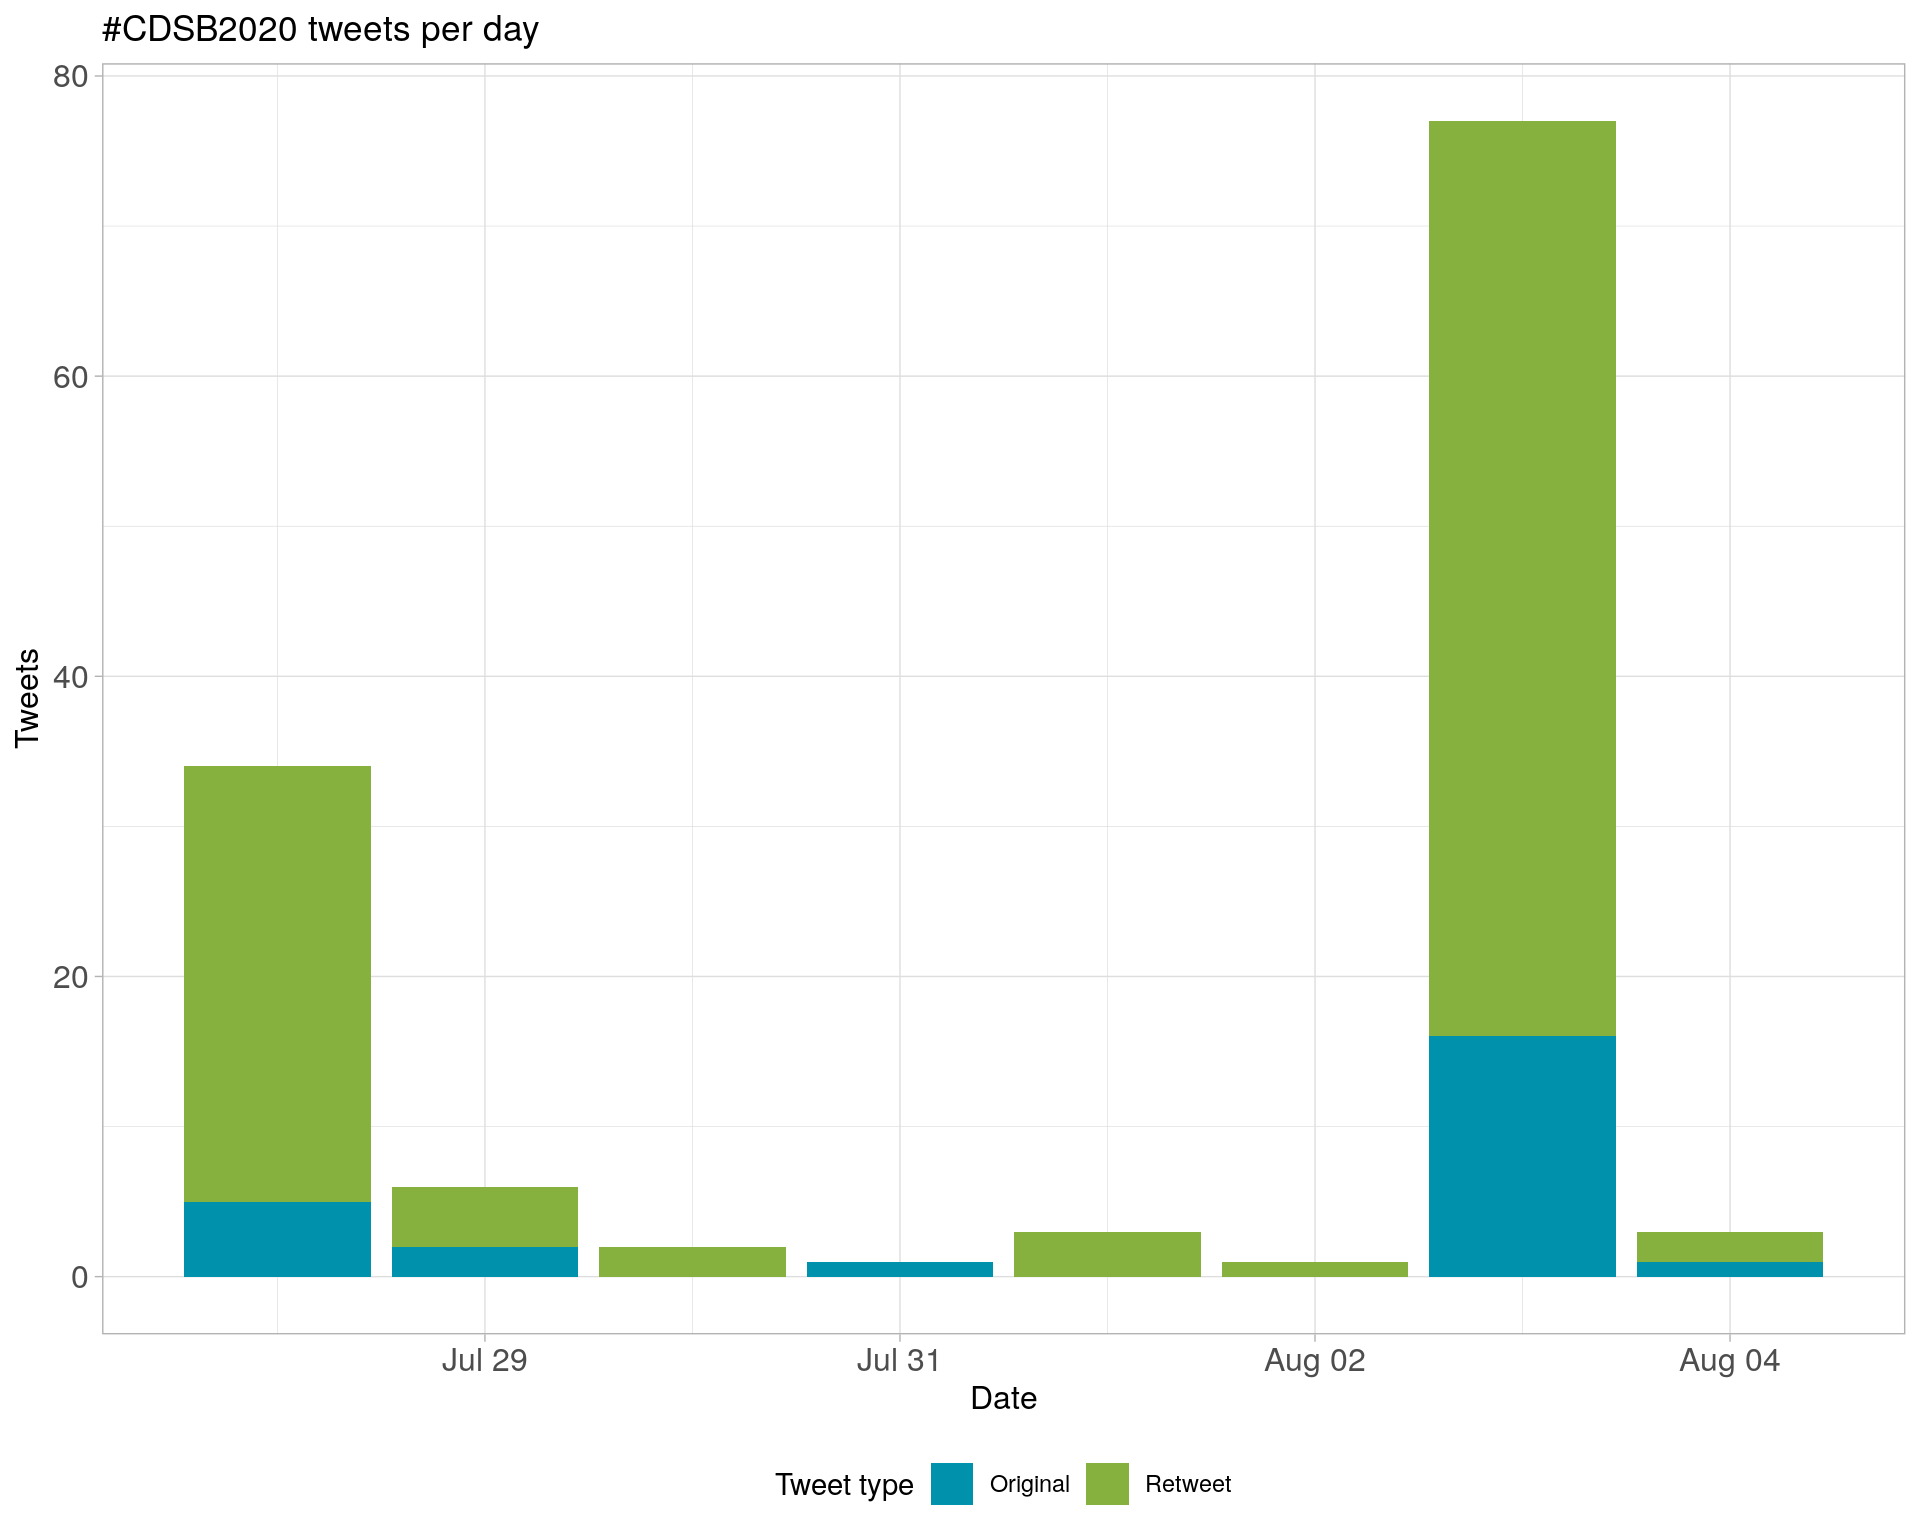 #CDSB2020 tweets per day
80
60
40
20
0
Tweets
Jul 29 Jul 31 Aug 02 Aug 04
Date
Tweet type Original Retweet